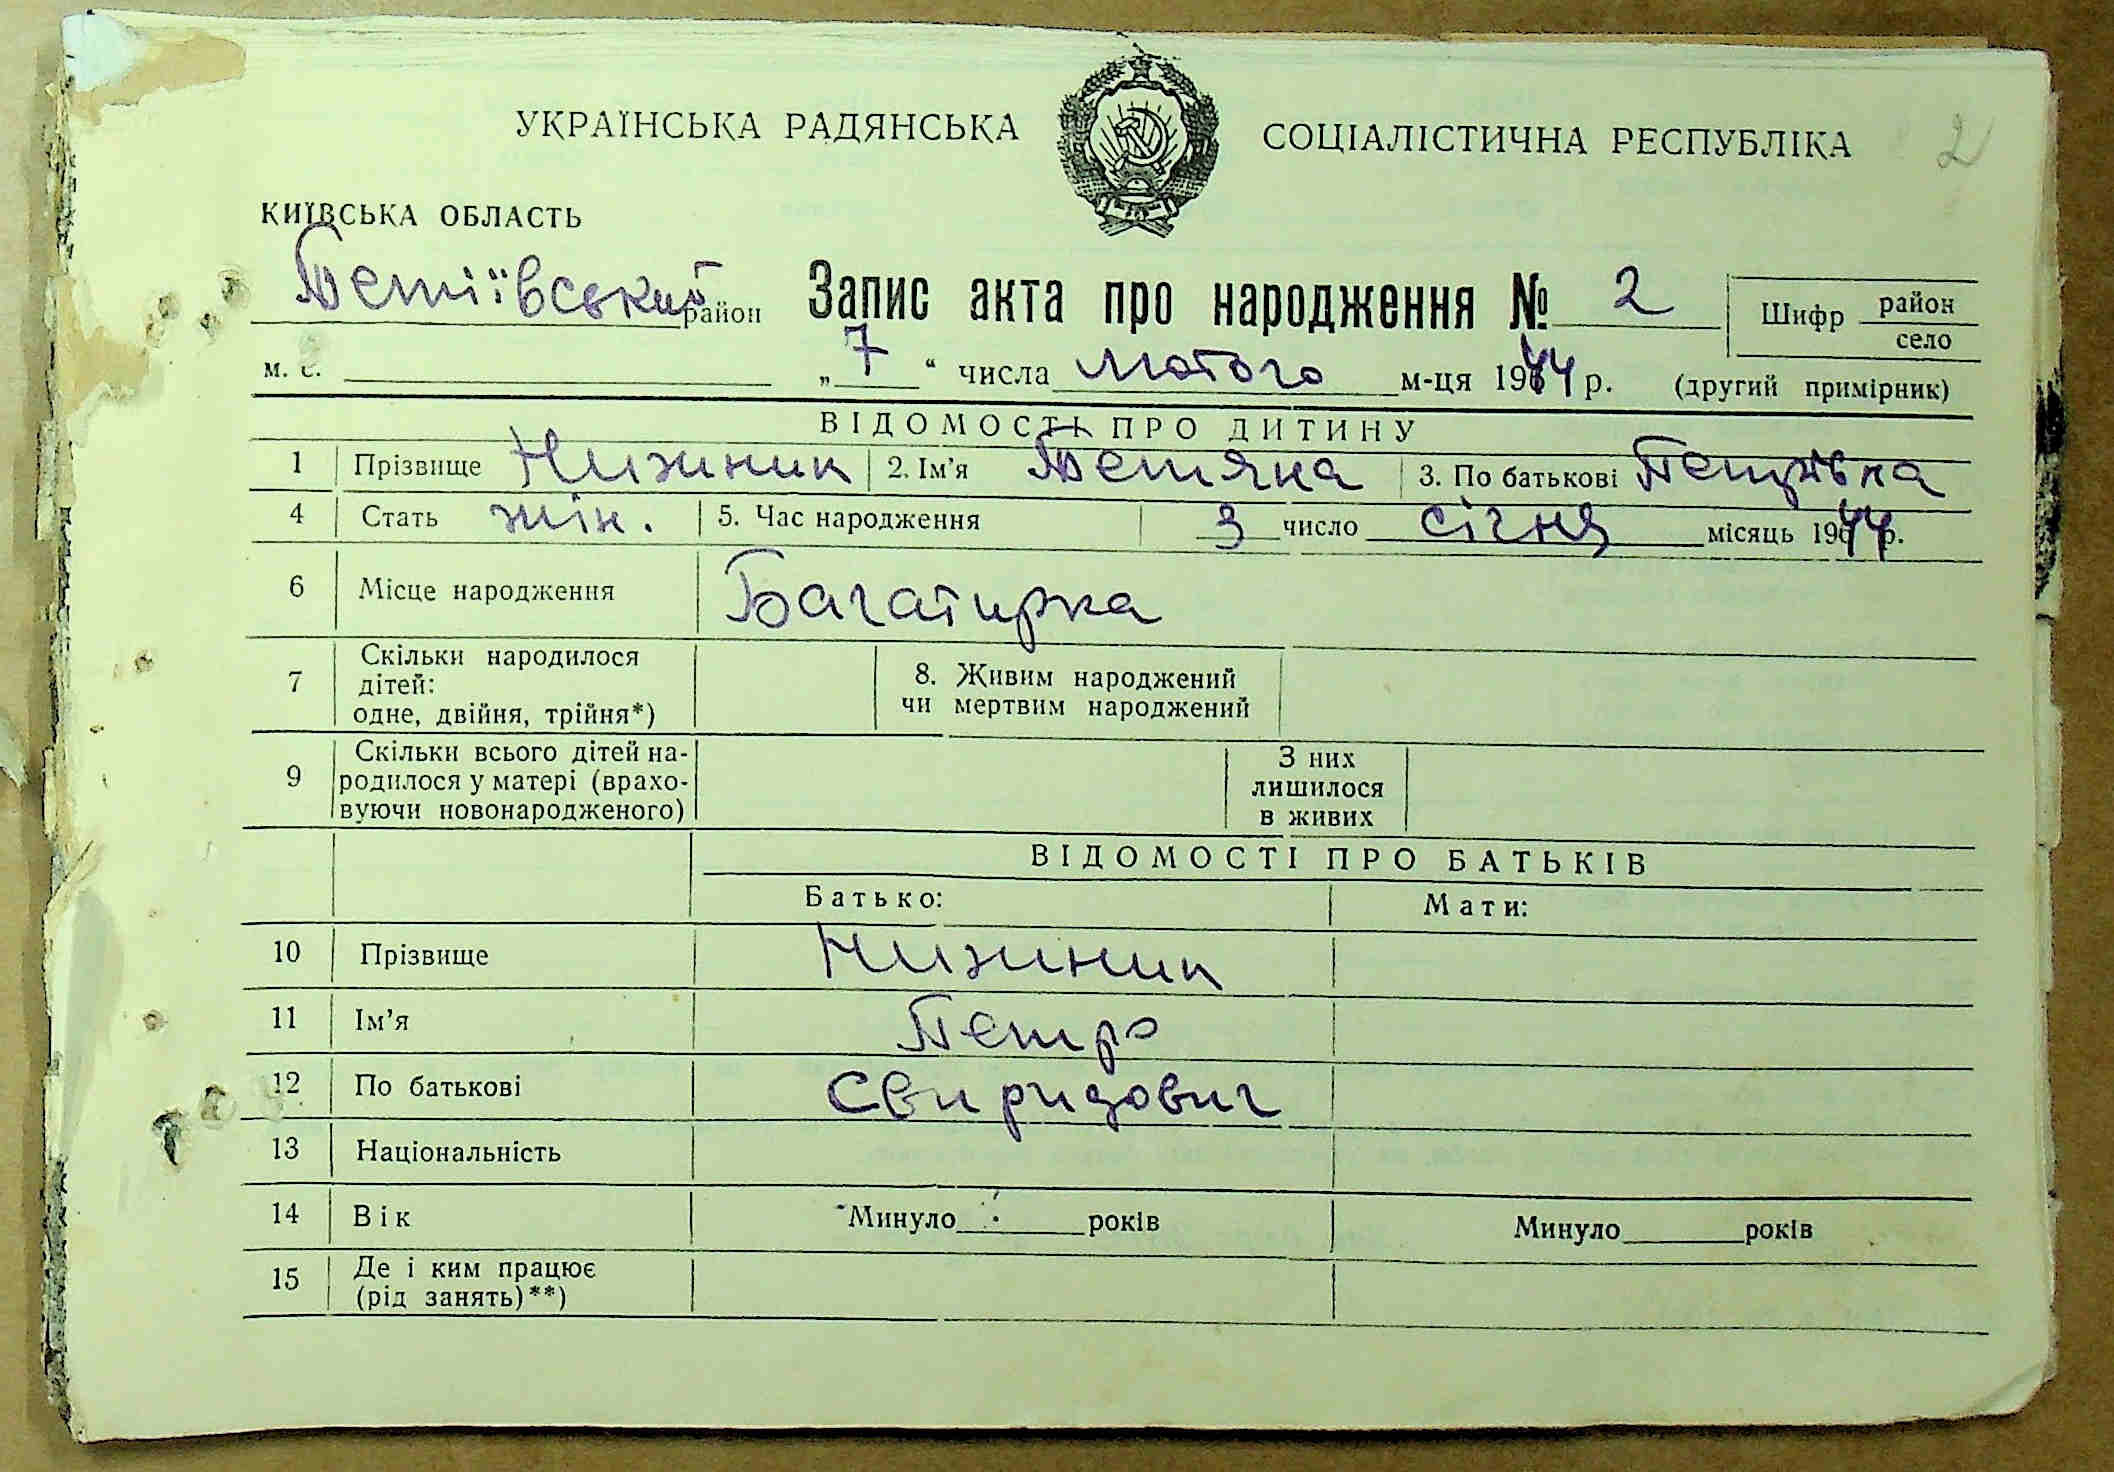 УКРАЇНСЬКА РАДЯНСЬКА СОЦІАЛІСТИЧНА РЕСПУБЛІКА 2
КИЇВСЬКА ОБЛАСТЬ
Тетіївський район Запис акта про народження № 2 Шифр район село
м. с. „7“ числа лютого м-ця 1944 р. (другий примірник)
ВІДОМОСТІ ПРО ДИТИНУ
1 Прізвище Нижник 2. Ім’я Тетяна 3. По батькові Петрівна
4 Стать жін. 5. Час народження 3 число січня місяць 1944 р.
6 Місце народження Багатирка
7 Скільки народилося дітей: одне, двійня, трійня*) 8. Живим народжений чи мертвим народжений
9 Скільки всього дітей на-родилося у матері (врахо-вуючи новонародженого) З них лишилося в живих
ВІДОМОСТІ ПРО БАТЬКІВ
Батько: Мати:
10 Прізвище Нижник
11 Ім’я Петро
12 По батькові Свиридович
13 Національність
14 Вік Минуло років Минуло років
15 Де і ким працює (рід занять)**)